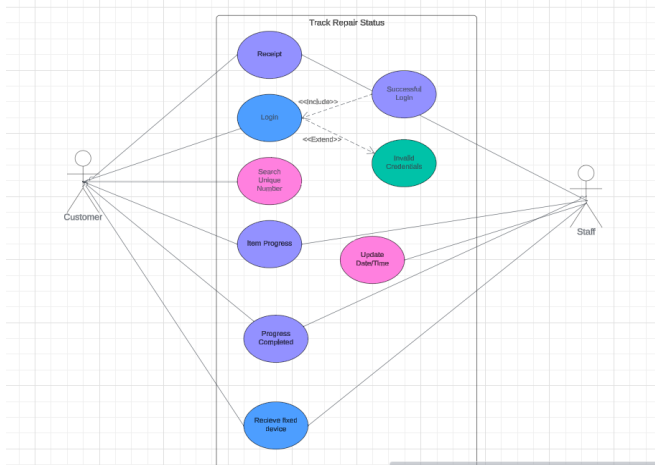 Track Repair Status
Receipt
Successful
Login
<<Include>>
Login
<<Extend>>
Invalid
Credentials
Search
Unique
Number
Customer
Staff
Item Progress
Update
Date/Time
Progress
Completed
Recieve fixed
device